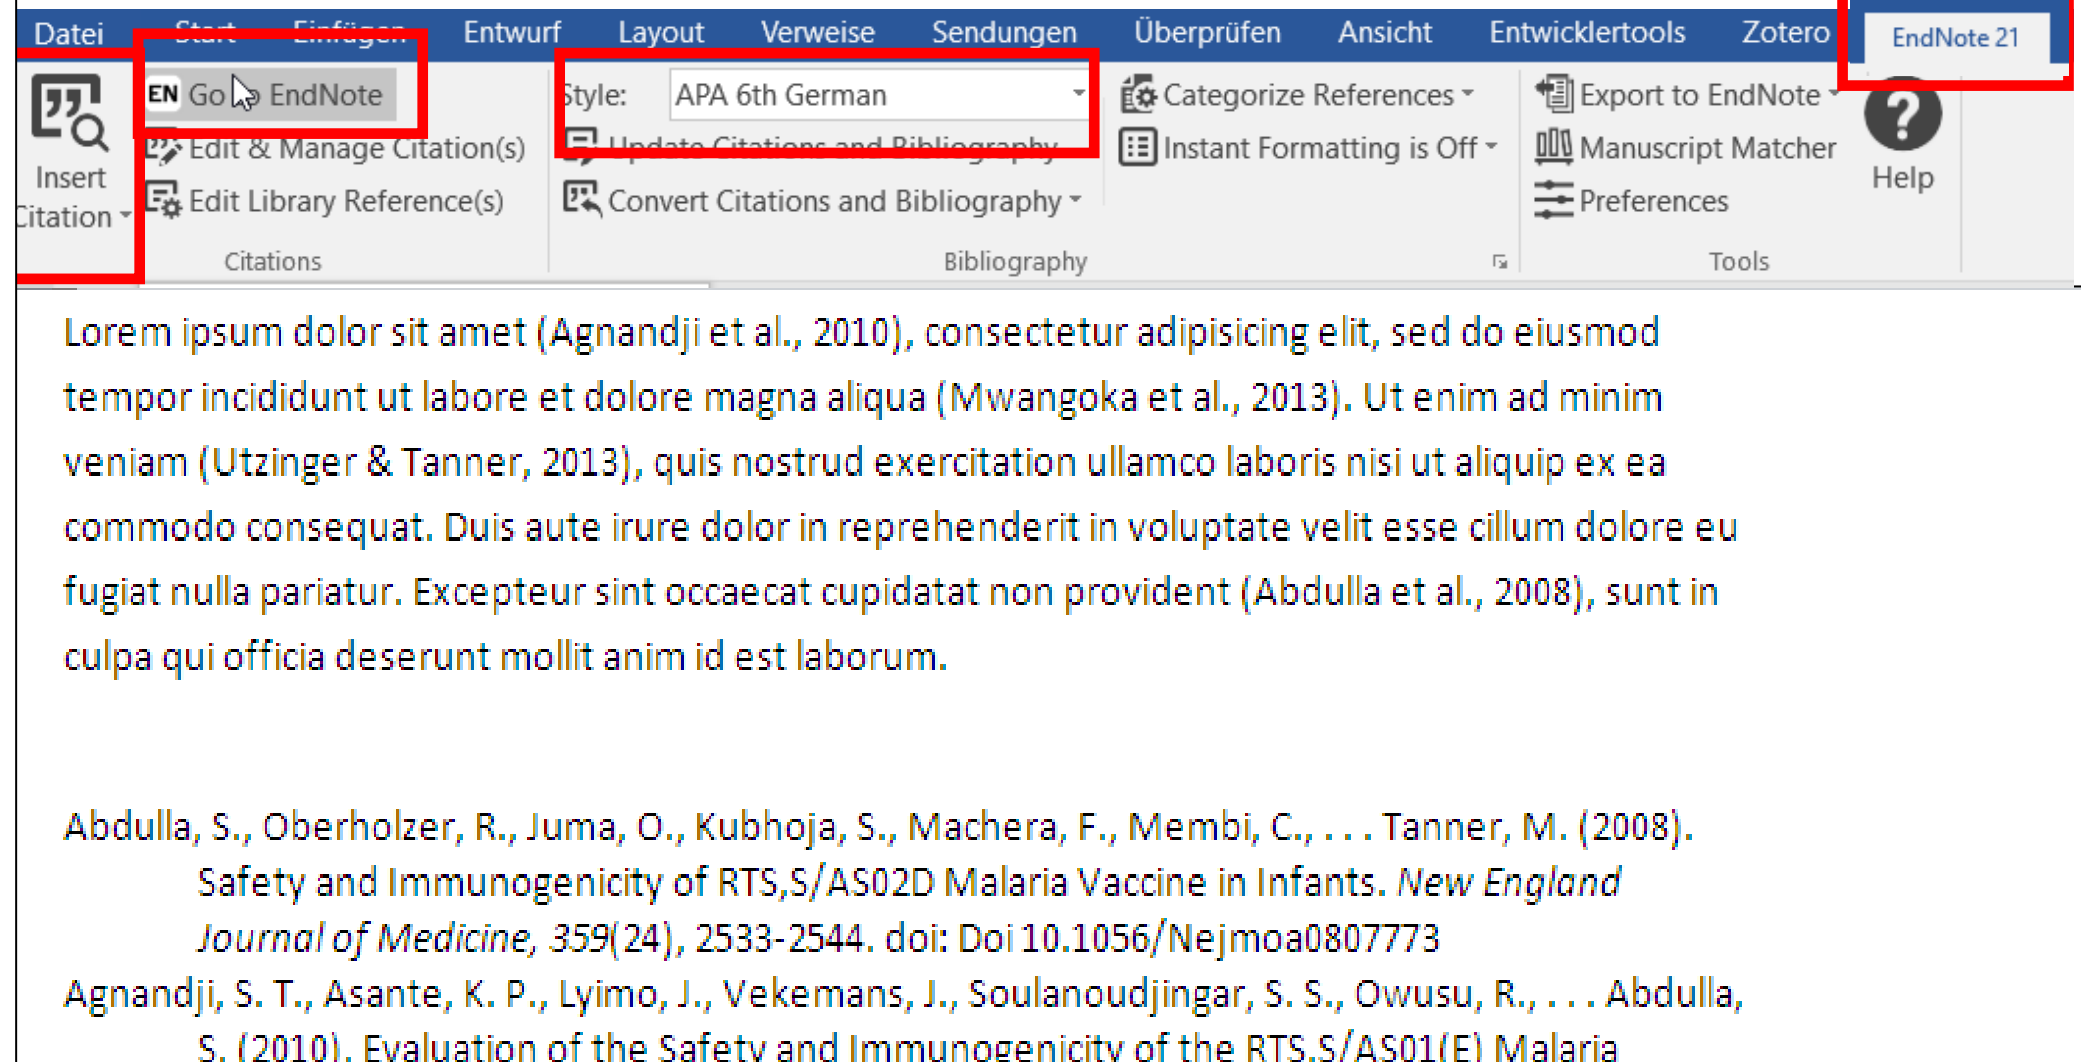 Datei Start Einfügen Entwurf Layout Verweise Sendungen Überprüfen Ansicht Entwicklertools Zotero EndNote 21
EN Go to EndNote Style: APA 6th German Categorize References Export to EndNote
Edit & Manage Citation(s) Update Citations and Bibliography Instant Formatting is Off Manuscript Matcher
Insert Help
Citation Edit Library Reference(s) Convert Citations and Bibliography Preferences
Citations Bibliography Tools
Lorem ipsum dolor sit amet (Agnandji et al., 2010), consectetur adipisicing elit, sed do eiusmod
tempor incididunt ut labore et dolore magna aliqua (Mwangoka et al., 2013). Ut enim ad minim
veniam (Utzinger & Tanner, 2013), quis nostrud exercitation ullamco laboris nisi ut aliquip ex ea
commodo consequat. Duis aute irure dolor in reprehenderit in voluptate velit esse cillum dolore eu
fugiat nulla pariatur. Excepteur sint occaecat cupidatat non provident (Abdulla et al., 2008), sunt in
culpa qui officia deserunt mollit anim id est laborum.
Abdulla, S., Oberholzer, R., Juma, O., Kubhoja, S., Machera, F., Membi, C., . . . Tanner, M. (2008).
Safety and Immunogenicity of RTS,S/AS02D Malaria Vaccine in Infants. New England
Journal of Medicine, 359(24), 2533-2544. doi: Doi 10.1056/Nejmoa0807773
Agnandji, S. T., Asante, K. P., Lyimo, J., Vekemans, J., Soulanoudjingar, S. S., Owusu, R., . . . Abdulla,
S. (2010). Evaluation of the Safety and Immunogenicity of the RTS,S/AS01(E) Malaria